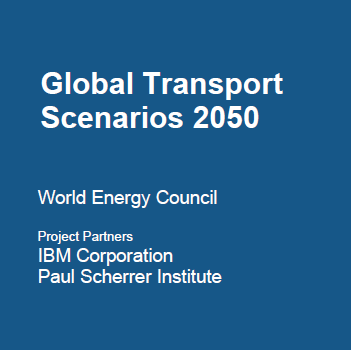 Global Transport
Scenarios 2050
World Energy Council
Project Partners
IBM Corporation
Paul Scherrer Institute